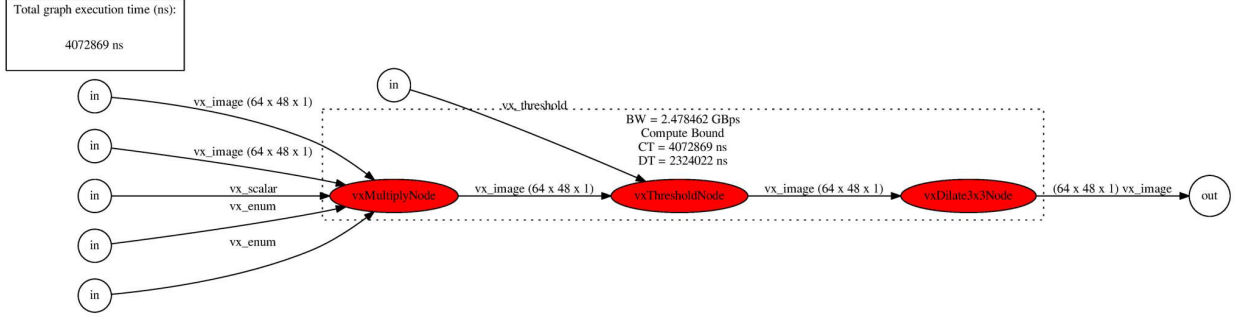 Total graph execution time (ns):
4072869 ns
in
in
in
in
in
in
vx_image (64 x 48 x 1)
vx_image (64 x 48 x 1)
vx_scalar
vx_enum
vx_enum
vx_threshold
BW = 2.478462 GBps
Compute Bound
CT = 4072869 ns
DT = 2324022 ns
vxMultiplyNode
vx_image (64 x 48 x 1)
vxThresholdNode
vx_image (64 x 48 x 1)
vxDilate3x3Node
(64 x 48 x 1) vx_image
out